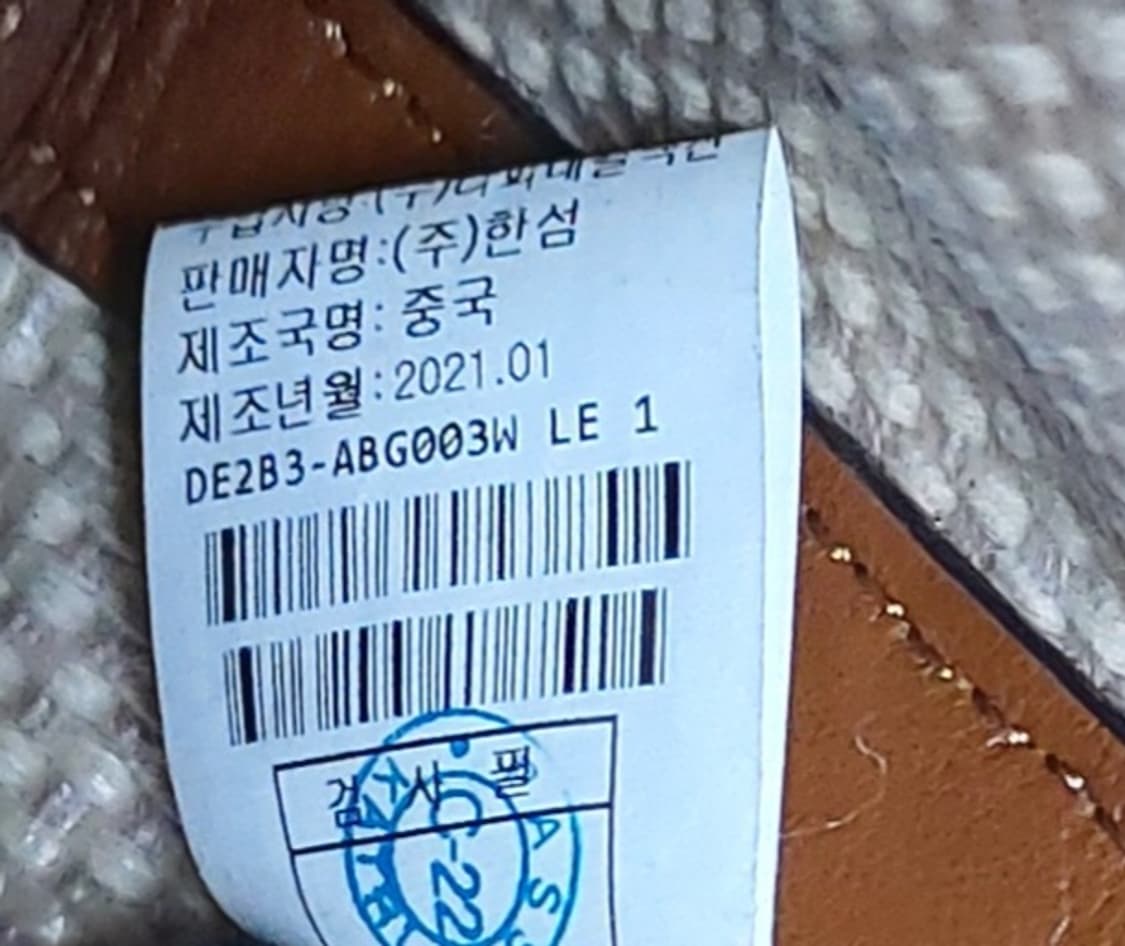 판매자명:(주)한섬
제조국명: 중국
제조년월:2021.01
DE2B3-ABG003W LE 1
검 사 필
C-22